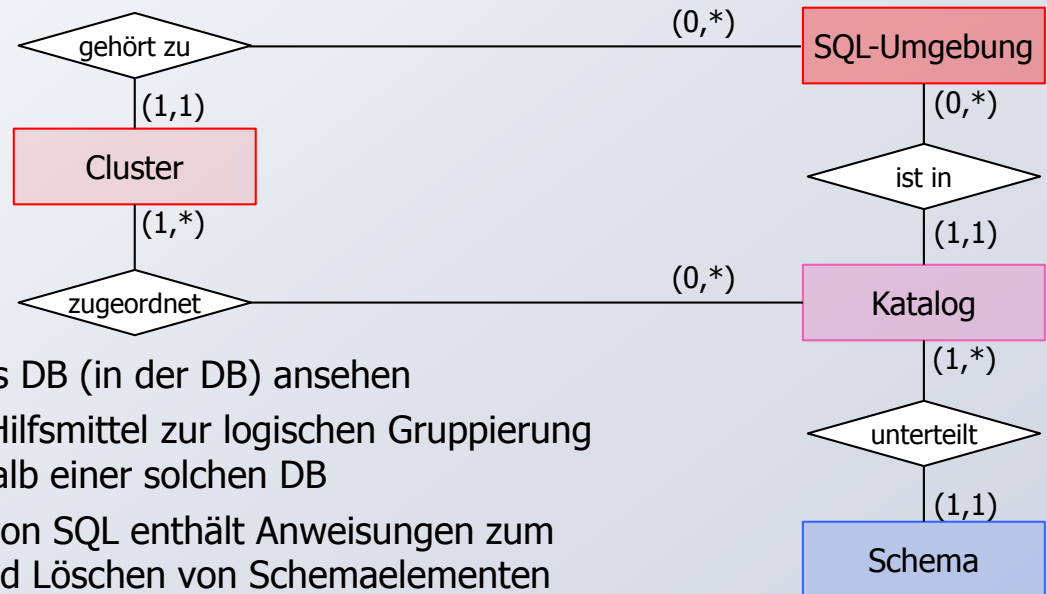 gehört zu
(0,*)
SQL-Umgebung
(1,1)
(0,*)
Cluster
ist in
(1,*)
(1,1)
zugeordnet
(0,*)
Katalog
(1,*)
s DB (in der DB) ansehen
Hilfsmittel zur logischen Gruppierung
unterteilt
alb einer solchen DB
(1,1)
on SQL enthält Anweisungen zum
d Löschen von Schemaelementen
Schema